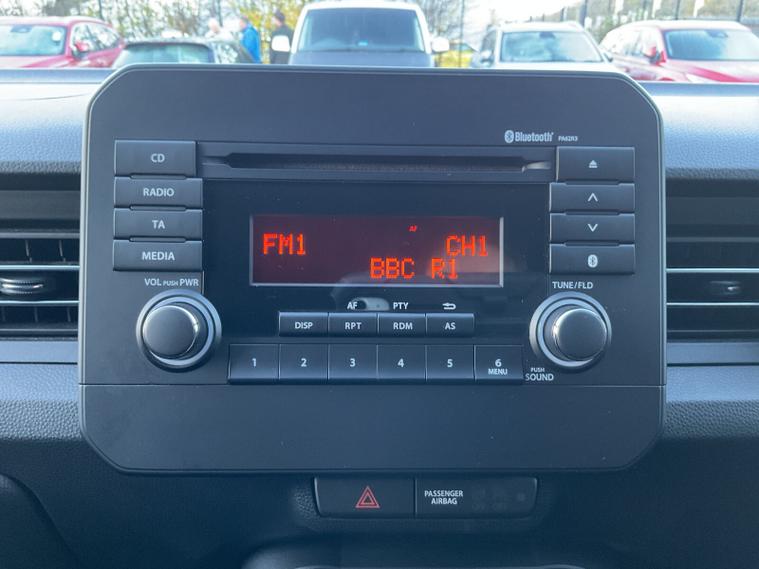 Bluetooth® PA62R3
CD
RADIO
TA
MEDIA
VOL PUSH PWR
AF
FM1 CH1
BBC R1
TUNE/FLD
AF PTY
DISP RPT RDM AS
1 2 3 4 5 6
MENU
PUSH
SOUND
PASSENGER
AIRBAG